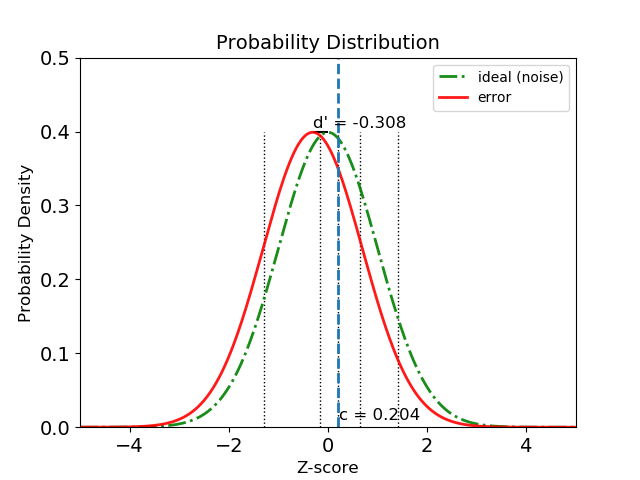 Probability Distribution
ideal (noise)
error
d' = -0.308
c = 0.204
Probability Density
0.5
0.4
0.3
0.2
0.1
0.0
−4
−2
0
2
4
Z-score